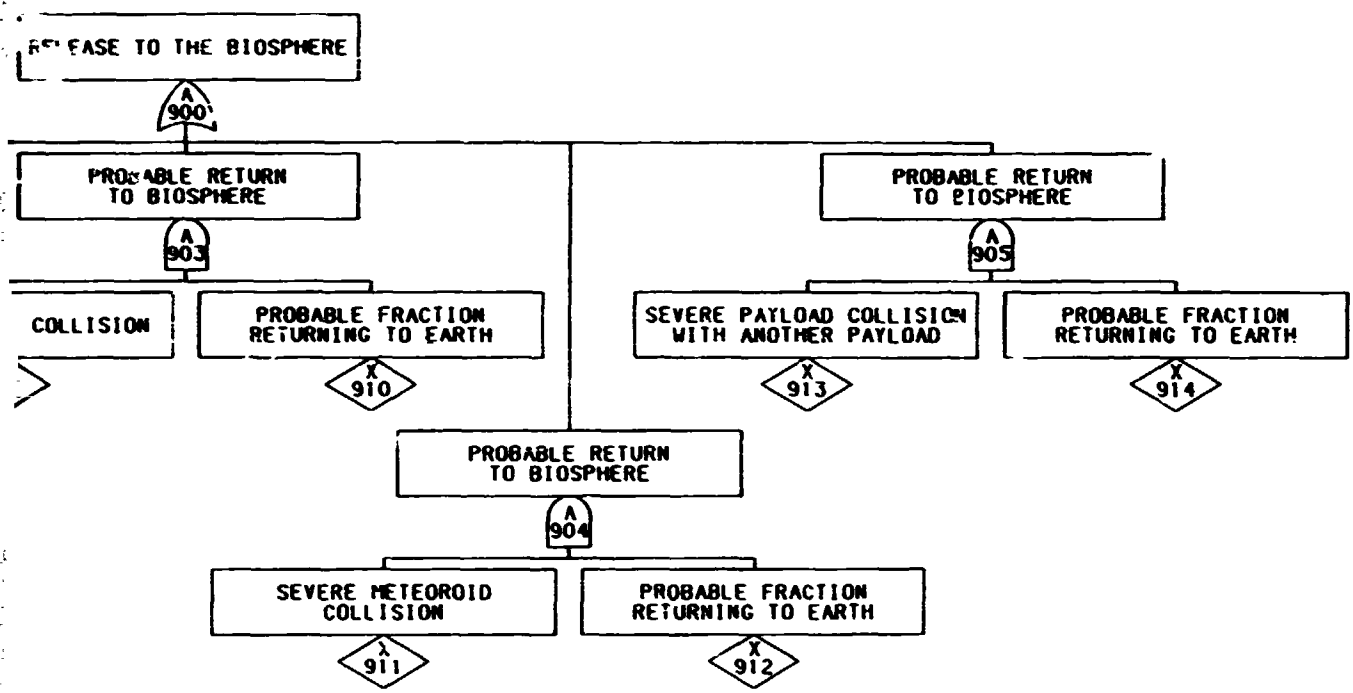 RELEASE TO THE BIOSPHERE
A
900
PROBABLE RETURN
TO BIOSPHERE
A
903
COLLISION
PROBABLE FRACTION
RETURNING TO EARTH
X
910
PROBABLE RETURN
TO BIOSPHERE
A
905
SEVERE PAYLOAD COLLISION
WITH ANOTHER PAYLOAD
X
913
PROBABLE FRACTION
RETURNING TO EARTH
X
914
PROBABLE RETURN
TO BIOSPHERE
A
904
SEVERE METEOROID
COLLISION
X
911
PROBABLE FRACTION
RETURNING TO EARTH
X
912